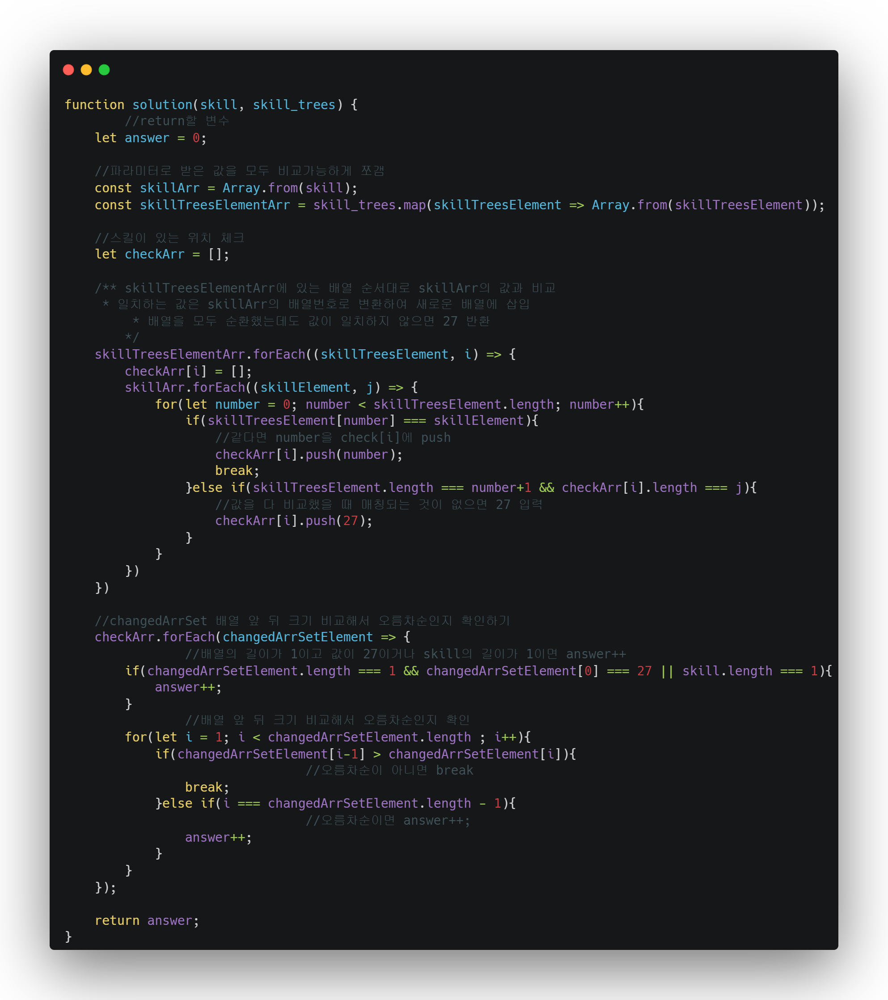 function solution(skill, skill_trees) {
        //return할 변수
    let answer = 0;

    //파라미터로 받은 값을 모두 비교가능하게 쪼갬
    const skillArr = Array.from(skill);
    const skillTreesElementArr = skill_trees.map(skillTreesElement => Array.from(skillTreesElement));

    //스킬이 있는 위치 체크
    let checkArr = [];

    /** skillTreesElementArr에 있는 배열 순서대로 skillArr의 값과 비교
     * 일치하는 값은 skillArr의 배열번호로 변환하여 새로운 배열에 삽입
         * 배열을 모두 순환했는데도 값이 일치하지 않으면 27 반환
        */
    skillTreesElementArr.forEach((skillTreesElement, i) => {
        checkArr[i] = [];
        skillArr.forEach((skillElement, j) => {
            for(let number = 0; number < skillTreesElement.length; number++){
                if(skillTreesElement[number] === skillElement){
                    //같다면 number을 check[i]에 push
                    checkArr[i].push(number);
                    break;
                }else if(skillTreesElement.length === number+1 && checkArr[i].length === j){
                    //값을 다 비교했을 때 매칭되는 것이 없으면 27 입력
                    checkArr[i].push(27);
                }
            }
        })
    })

    //changedArrSet 배열 앞 뒤 크기 비교해서 오름차순인지 확인하기
    checkArr.forEach(changedArrSetElement => {
                //배열의 길이가 1이고 값이 27이거나 skill의 길이가 1이면 answer++
        if(changedArrSetElement.length === 1 && changedArrSetElement[0] === 27 || skill.length === 1){
            answer++;
        }
                //배열 앞 뒤 크기 비교해서 오름차순인지 확인
        for(let i = 1; i < changedArrSetElement.length ; i++){
            if(changedArrSetElement[i-1] > changedArrSetElement[i]){
                                //오름차순이 아니면 break
                break;
            }else if(i === changedArrSetElement.length - 1){
                                //오름차순이면 answer++;
                answer++;
            }
        }
    });

    return answer;
}